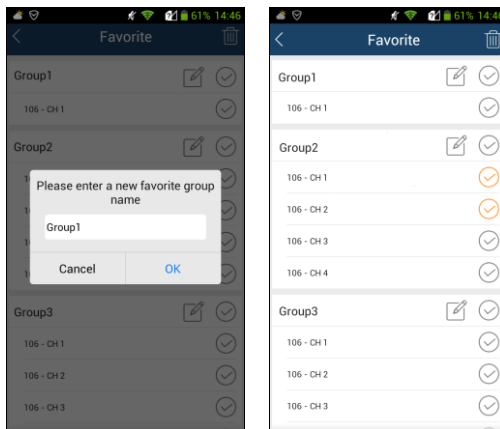 61% 14:46
Favorite
Group1
106 - CH 1
Group2
Please enter a new favorite group
name
Group1
Cancel OK
Group3
106 - CH 1
106 - CH 2
106 - CH 3
61% 14:46
Favorite
Group1
106 - CH 1
Group2
106 - CH 1
106 - CH 2
106 - CH 3
106 - CH 4
Group3
106 - CH 1
106 - CH 2
106 - CH 3